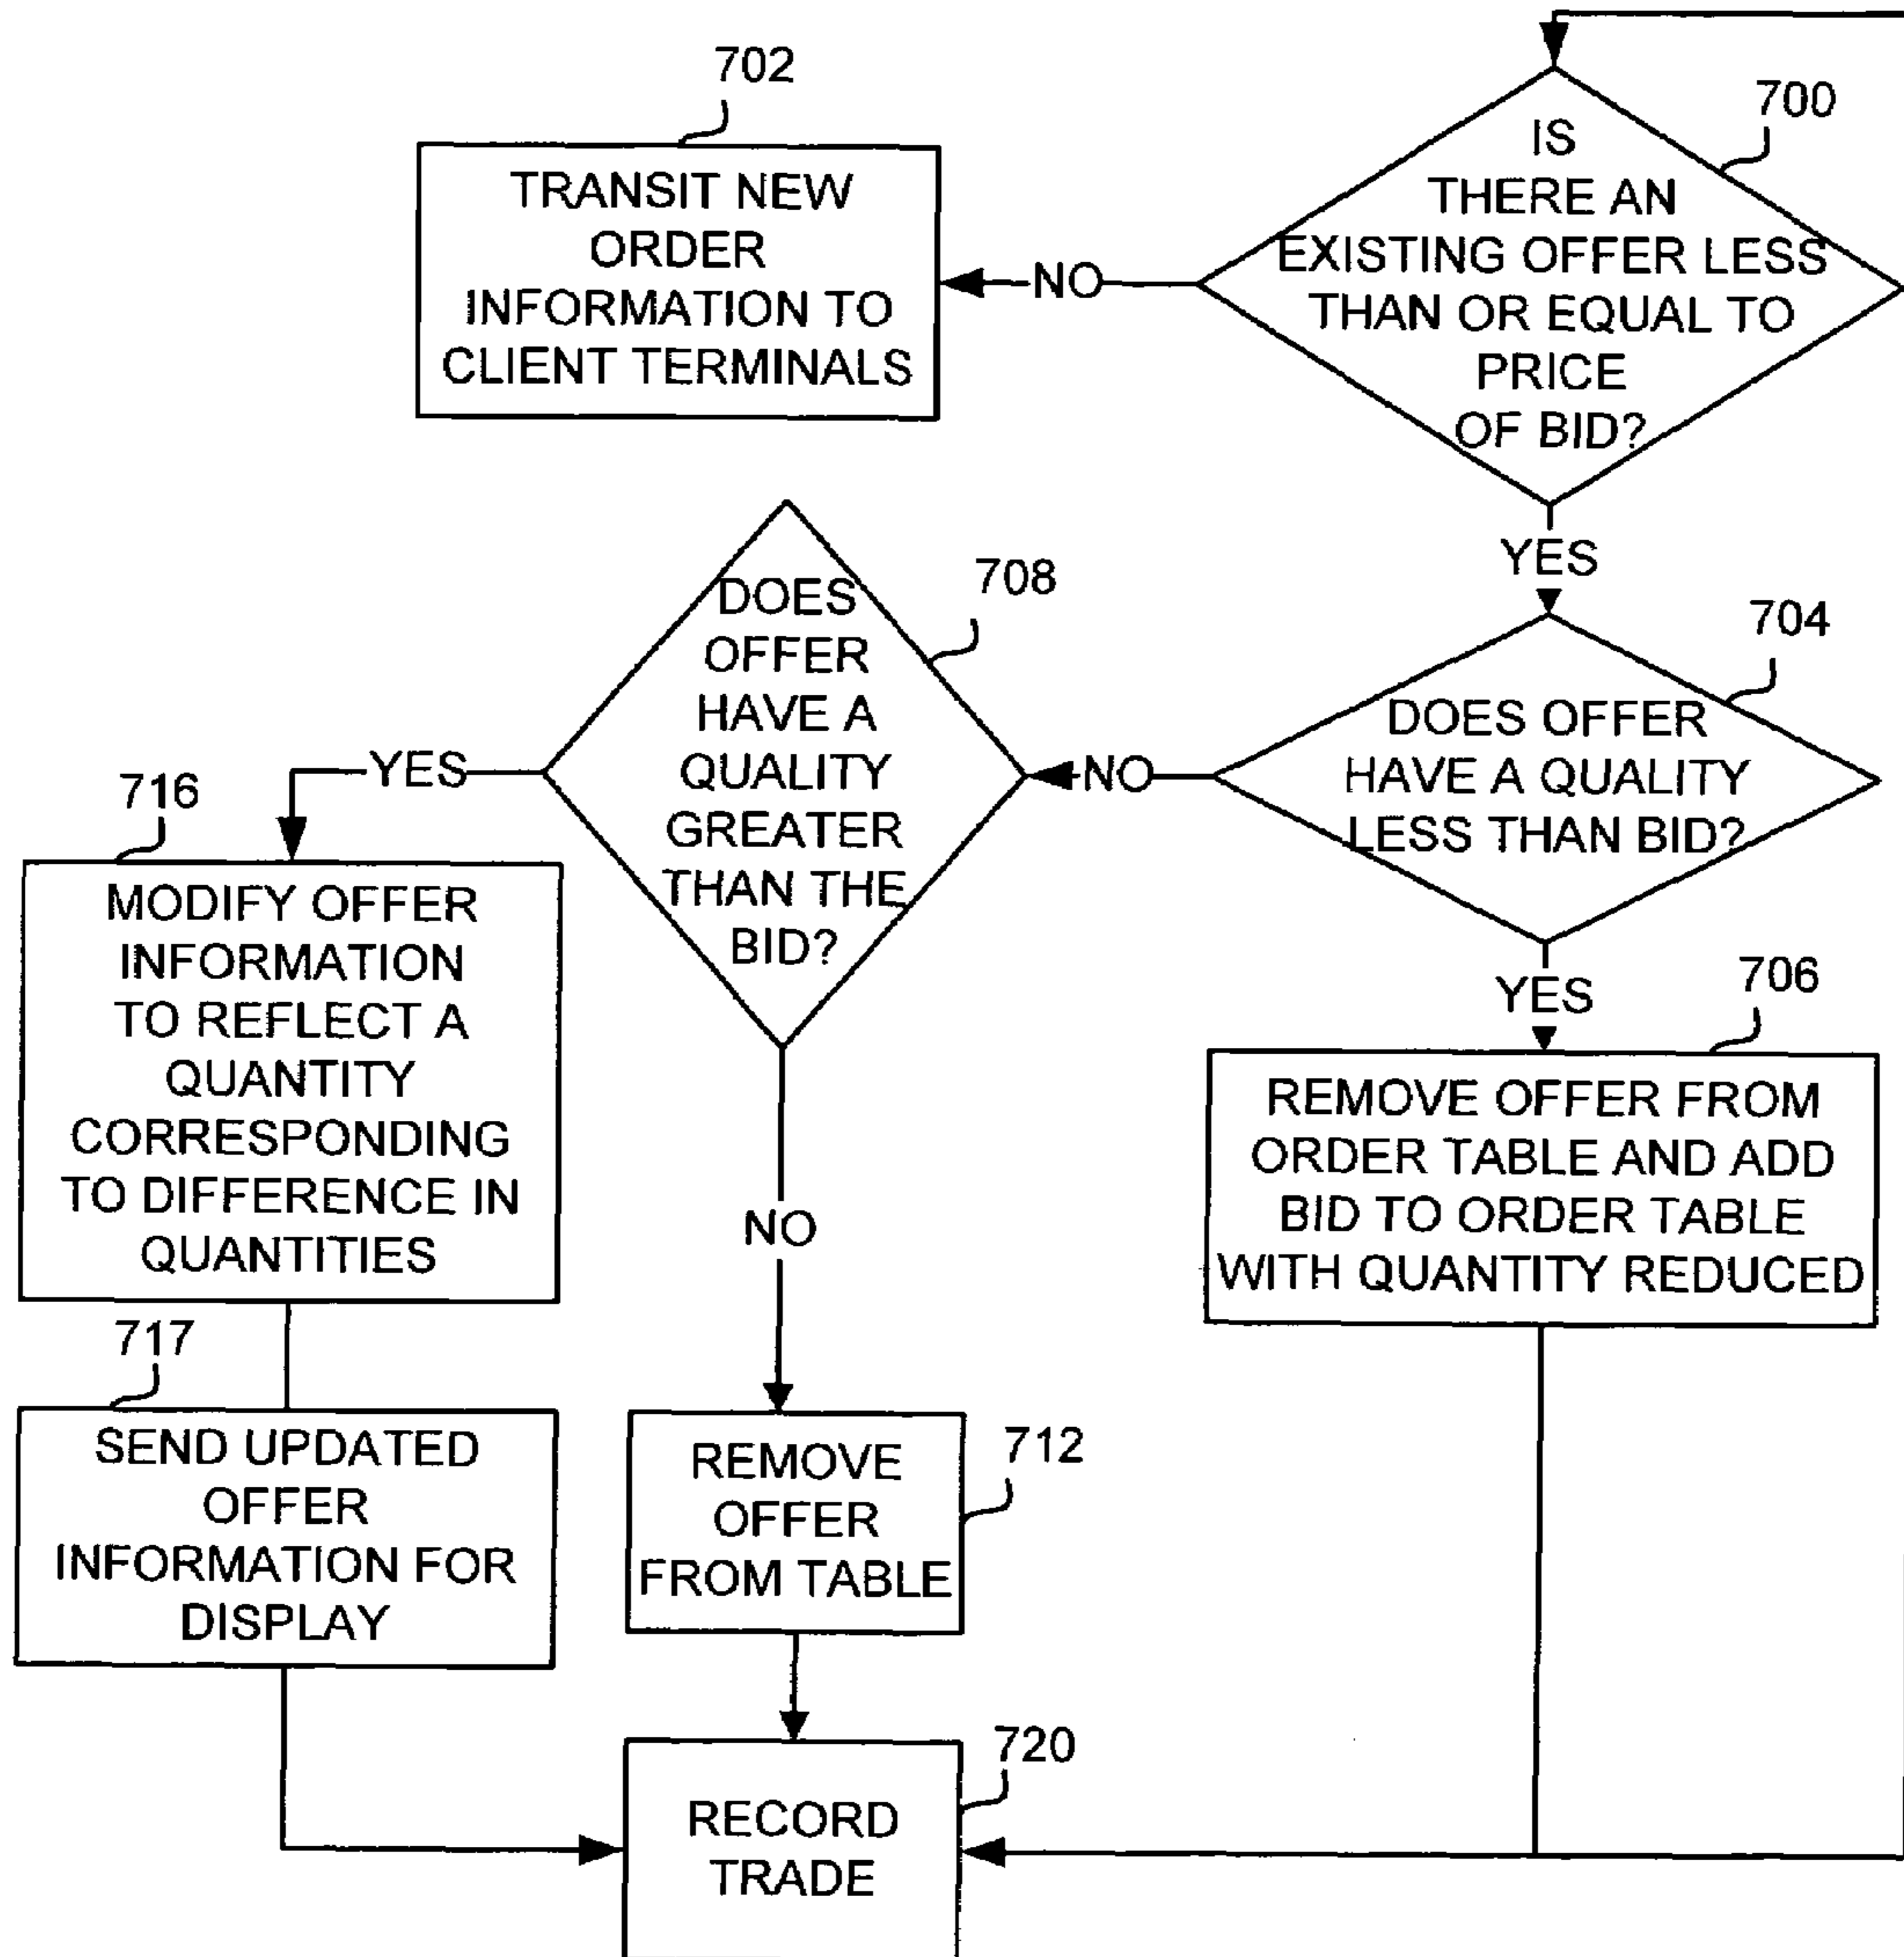 702
TRANSIT NEW
ORDER
INFORMATION TO
CLIENT TERMINALS
NO
700
IS
THERE AN
EXISTING OFFER LESS
THAN OR EQUAL TO
PRICE
OF BID?
YES
704
DOES OFFER
HAVE A QUALITY
LESS THAN BID?
NO
708
DOES
OFFER
HAVE A
QUALITY
GREATER
THAN THE
BID?
YES
716
MODIFY OFFER
INFORMATION
TO REFLECT A
QUANTITY
CORRESPONDING
TO DIFFERENCE IN
QUANTITIES
YES
706
REMOVE OFFER FROM
ORDER TABLE AND ADD
BID TO ORDER TABLE
WITH QUANTITY REDUCED
NO
717
SEND UPDATED
OFFER
INFORMATION FOR
DISPLAY
712
REMOVE
OFFER
FROM TABLE
720
RECORD
TRADE